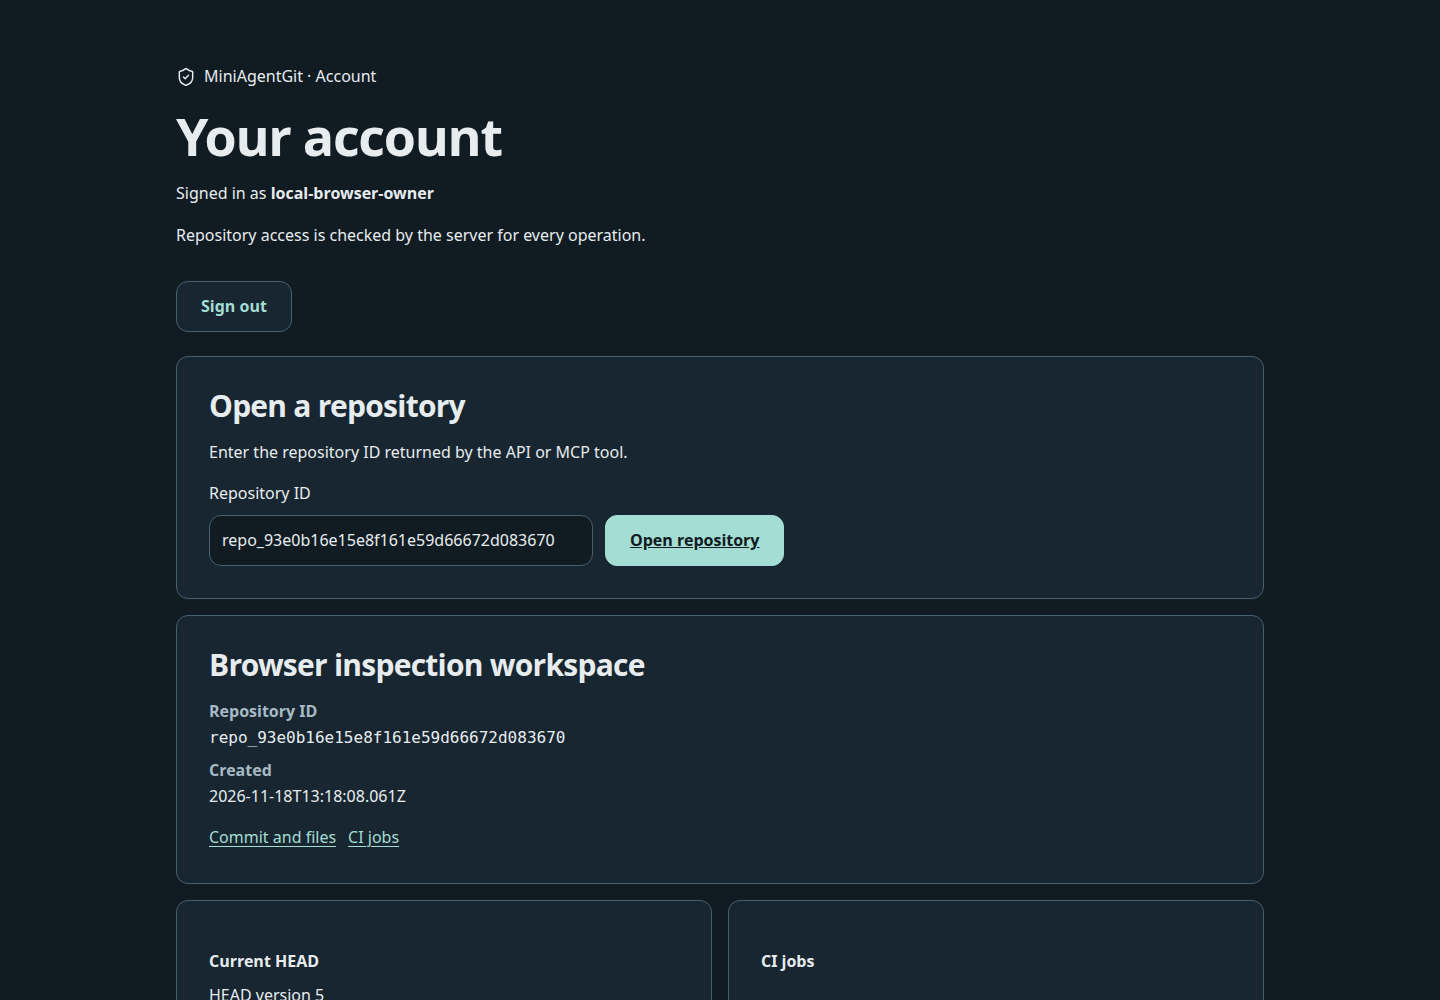 MiniAgentGit · Account
Your account
Signed in as local-browser-owner
Repository access is checked by the server for every operation.
Sign out
Open a repository
Enter the repository ID returned by the API or MCP tool.
Repository ID
repo_93e0b16e15e8f161e59d66672d083670
Open repository
Browser inspection workspace
Repository ID
repo_93e0b16e15e8f161e59d66672d083670
Created
2026-11-18T13:18:08.061Z
Commit and files CI jobs
Current HEAD
CI jobs
HEAD version 5